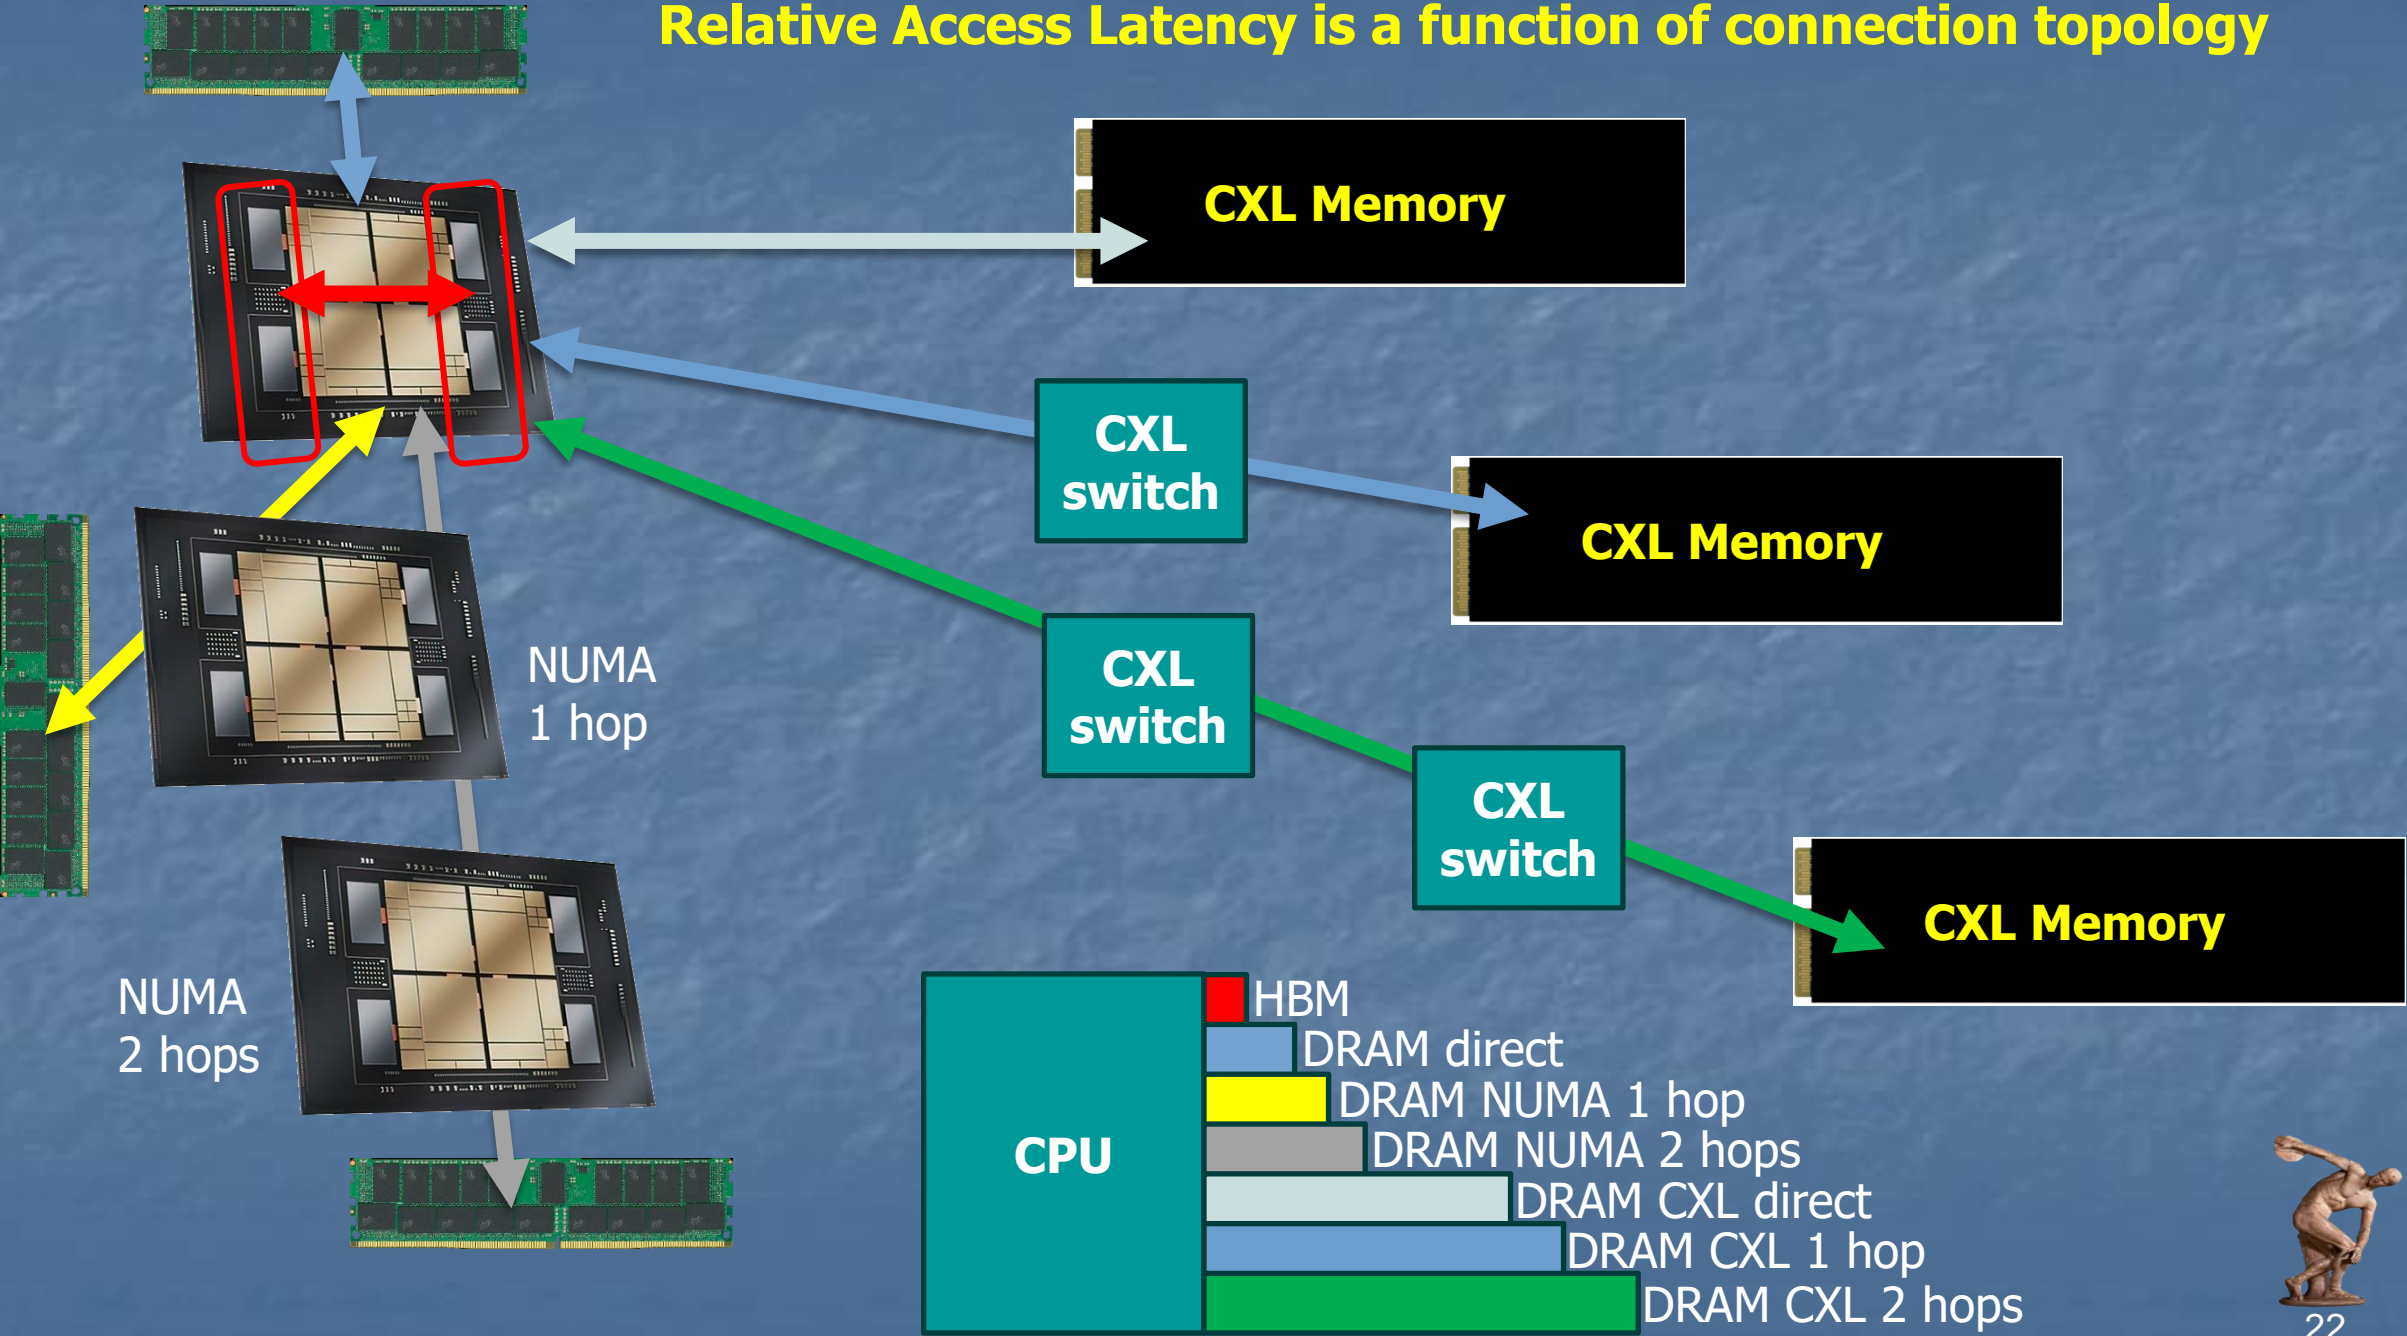 Relative Access Latency is a function of connection topology
CXL Memory
CXL
switch
CXL Memory
NUMA
1 hop
CXL
switch
CXL
switch
CXL Memory
NUMA
2 hops
CPU
HBM
DRAM direct
DRAM NUMA 1 hop
DRAM NUMA 2 hops
DRAM CXL direct
DRAM CXL 1 hop
DRAM CXL 2 hops
22